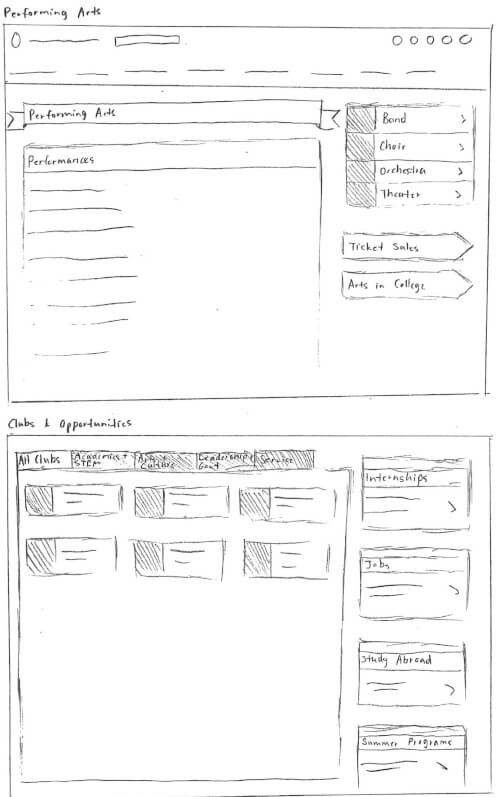 Performing Arts
Performing Arts
Band
Choir
Orchestra
Theater
Performances
Ticket Sales
Arts in College
Clubs & Opportunities
All Clubs
Academics +
STEM
Arts +
Culture
Leadership &
Govt
Service
Internships
Jobs
Study Abroad
Summer Programs